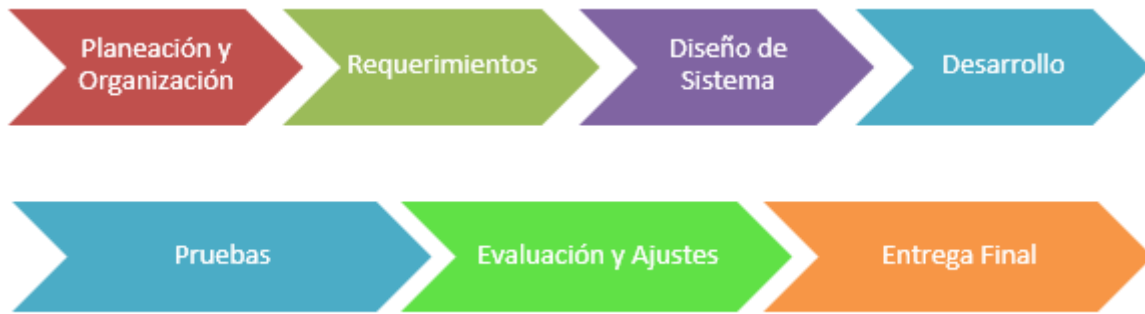 Planeación y
Organización
Requerimientos
Diseño de
Sistema
Desarrollo
Pruebas
Evaluación y Ajustes
Entrega Final